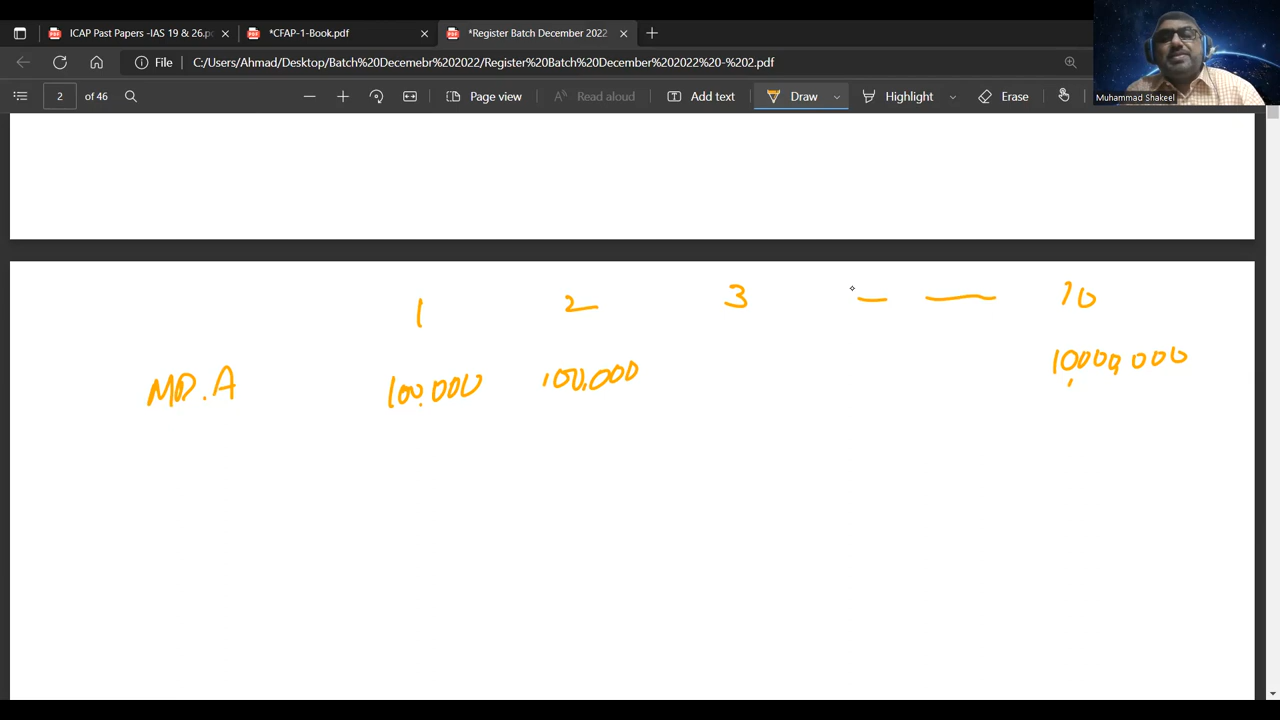 ICAP Past Papers -IAS 19 & 26.p
*CFAP-1-Book.pdf
*Register Batch December 2022
File C:/Users/Ahmad/Desktop/Batch%20Decemebr%202022/Register%20Batch%20December%202022%20-%202.pdf
2 of 46 Page view Read aloud Add text Draw Highlight Erase
Muhammad Shakeel
1 2 3 10
10000,000
MR.A 100.000 100.000